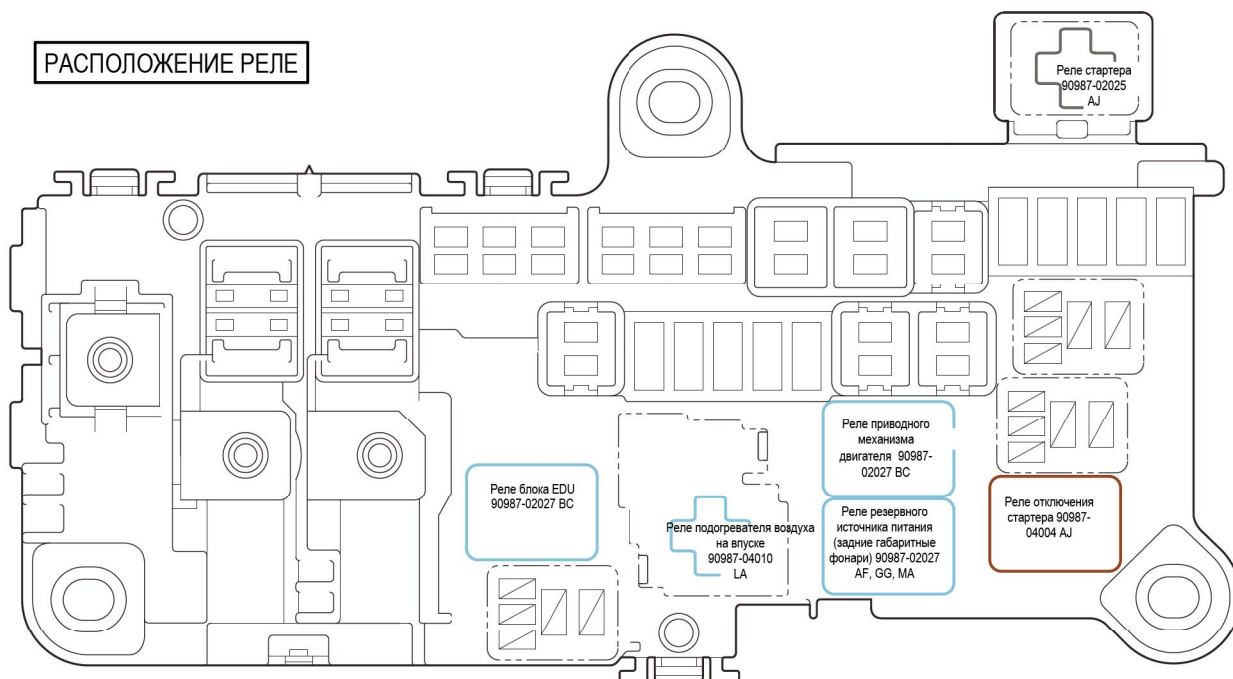 РАСПОЛОЖЕНИЕ РЕЛЕ
Реле стартера
90987-02025
AJ
Реле приводного
механизма
двигателя 90987-
02027 BC
Реле блока EDU
90987-02027 BC
Реле подогревателя воздуха
на впуске
90987-04010
LA
Реле резервного
источника питания
(задние габаритные
фонари) 90987-02027
AF, GG, MA
Реле отключения
стартера 90987-
04004 AJ